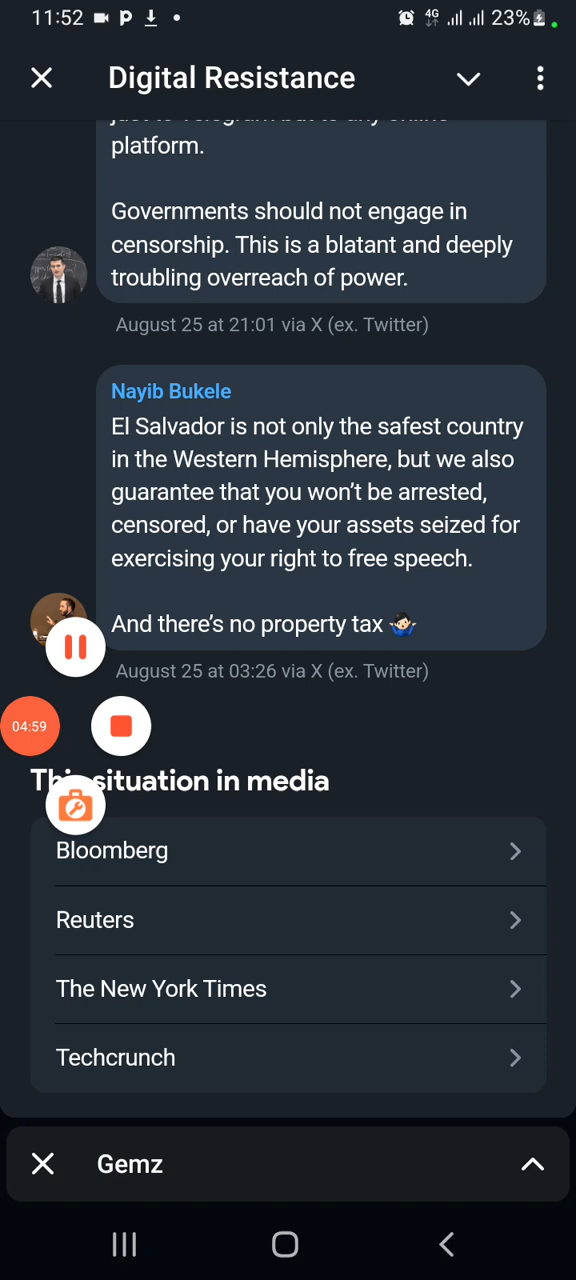 11:52
4G
23%
Digital Resistance
platform.
Governments should not engage in
censorship. This is a blatant and deeply
troubling overreach of power.
August 25 at 21:01 via X (ex. Twitter)
Nayib Bukele
El Salvador is not only the safest country
in the Western Hemisphere, but we also
guarantee that you won't be arrested,
censored, or have your assets seized for
exercising your right to free speech.
And there's no property tax 🤷🏻‍♂️
August 25 at 03:26 via X (ex. Twitter)
04:59
This situation in media
Bloomberg
Reuters
The New York Times
Techcrunch
Gemz